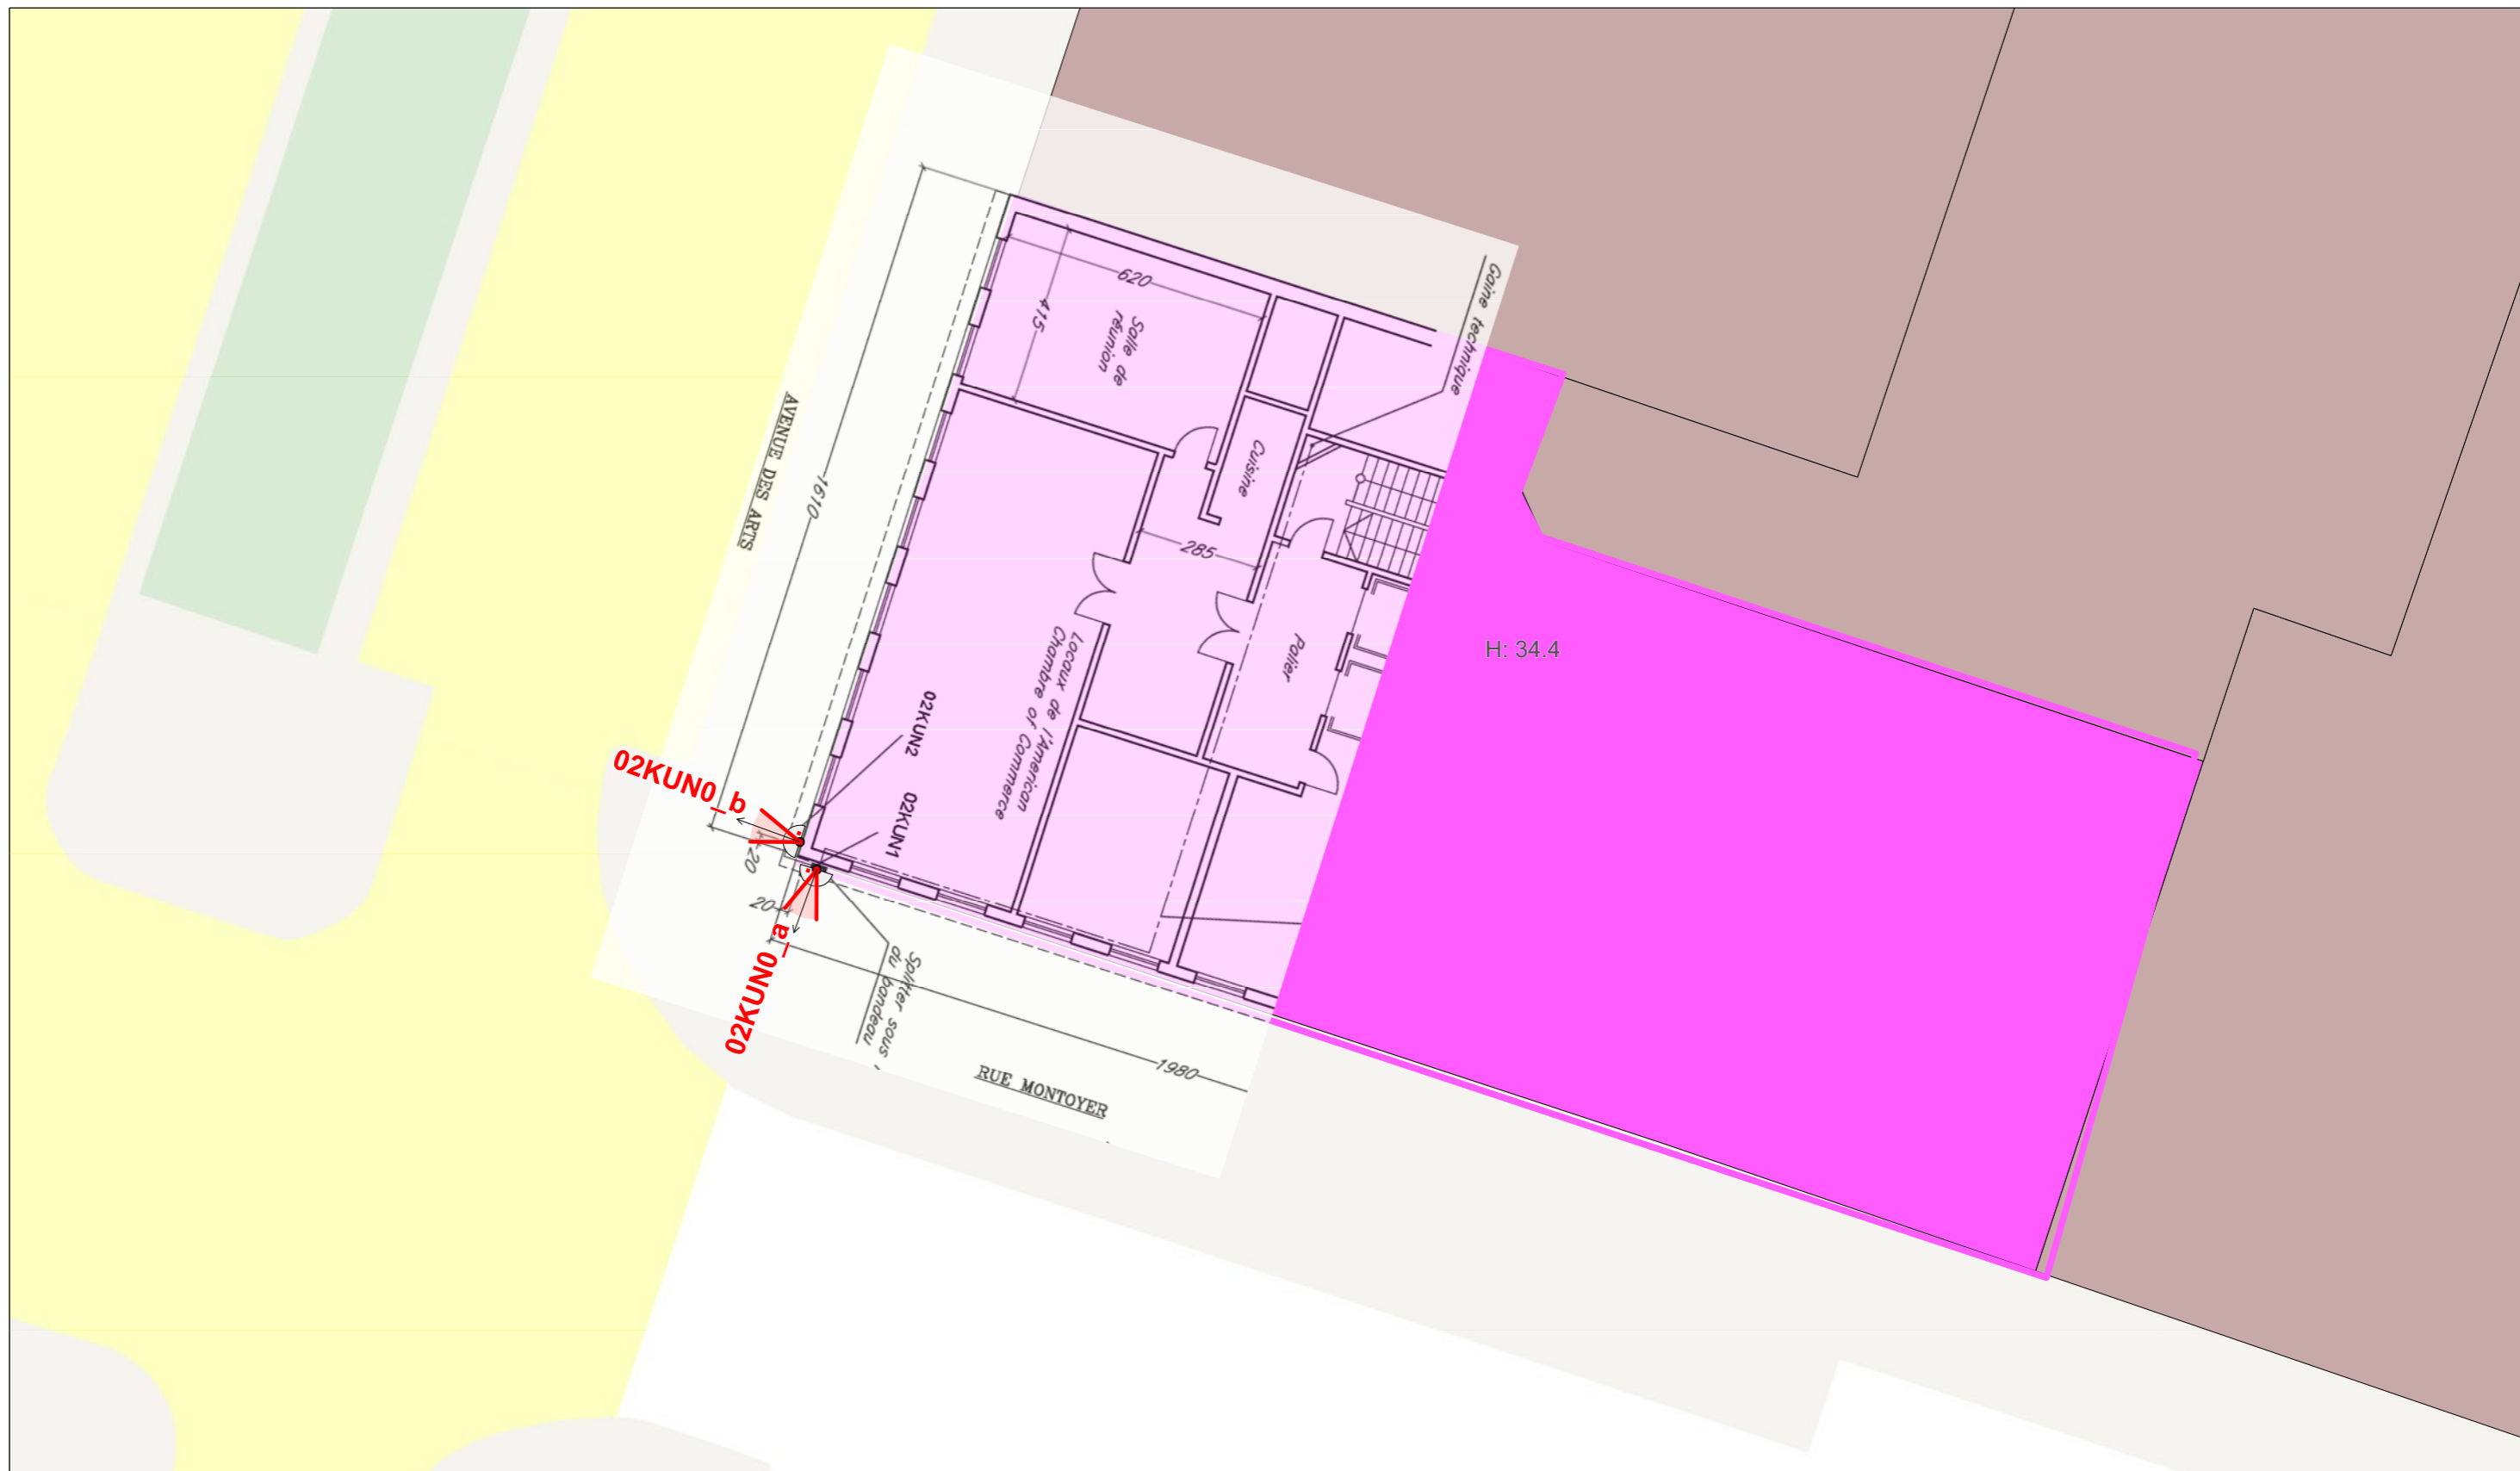 Gaine technique
620
415
Salle de
réunion
AVENUE DES ARTS
1610
Cuisine
285
Palier
H: 34.4
Locaux de l'American
Chambre of Commmerce
02KUN2
02KUN0_b
02KUN1
20
20
02KUN0_a
Splitter sous
du bandeau
1980
RUE MONTOYER